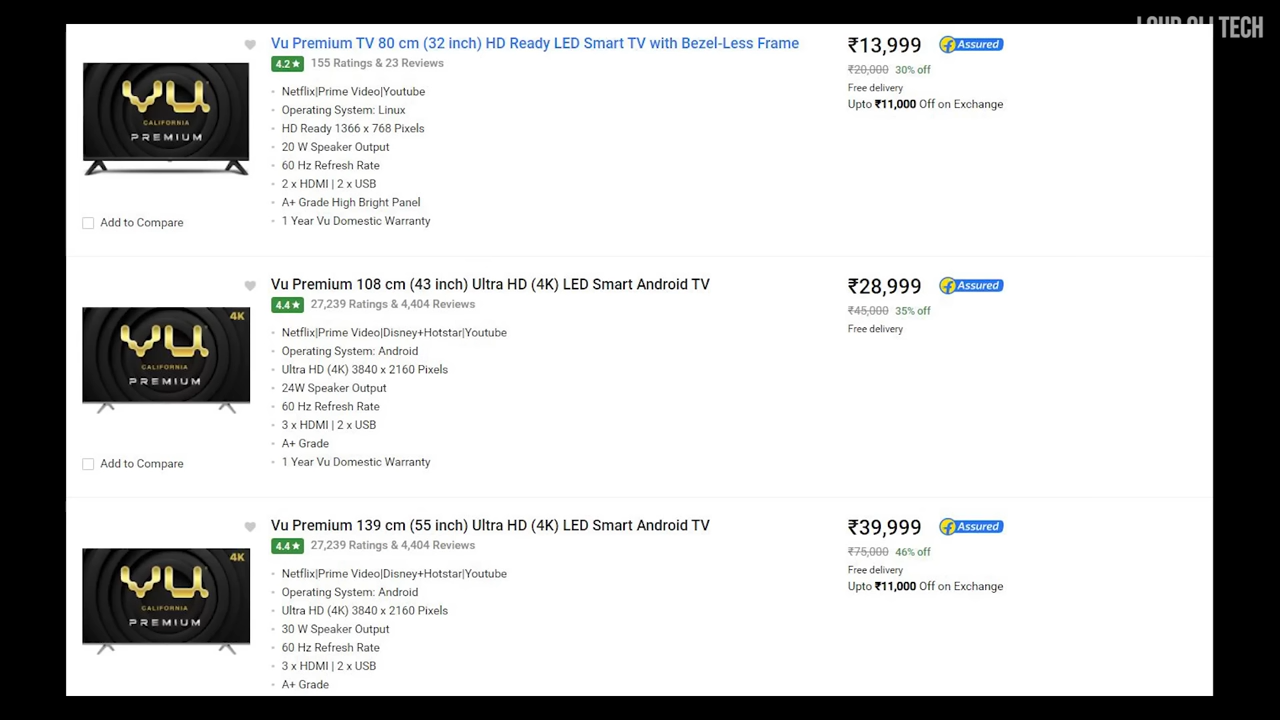 TECH
Vu Premium TV 80 cm (32 inch) HD Ready LED Smart TV with Bezel-Less Frame
4.2★ 155 Ratings & 23 Reviews
Netflix|Prime Video|Youtube
Operating System: Linux
HD Ready 1366 x 768 Pixels
20 W Speaker Output
60 Hz Refresh Rate
2 x HDMI | 2 x USB
A+ Grade High Bright Panel
1 Year Vu Domestic Warranty
₹13,999 Assured
₹20,000 30% off
Free delivery
Upto ₹11,000 Off on Exchange
vu
CALIFORNIA
PREMIUM
Add to Compare
Vu Premium 108 cm (43 inch) Ultra HD (4K) LED Smart Android TV
4.4★ 27,239 Ratings & 4,404 Reviews
Netflix|Prime Video|Disney+Hotstar|Youtube
Operating System: Android
Ultra HD (4K) 3840 x 2160 Pixels
24W Speaker Output
60 Hz Refresh Rate
3 x HDMI | 2 x USB
A+ Grade
1 Year Vu Domestic Warranty
₹28,999 Assured
₹45,000 35% off
Free delivery
4K
vu
CALIFORNIA
PREMIUM
Add to Compare
Vu Premium 139 cm (55 inch) Ultra HD (4K) LED Smart Android TV
4.4★ 27,239 Ratings & 4,404 Reviews
Netflix|Prime Video|Disney+Hotstar|Youtube
Operating System: Android
Ultra HD (4K) 3840 x 2160 Pixels
30 W Speaker Output
60 Hz Refresh Rate
3 x HDMI | 2 x USB
A+ Grade
₹39,999 Assured
₹75,000 46% off
Free delivery
Upto ₹11,000 Off on Exchange
4K
vu
CALIFORNIA
PREMIUM